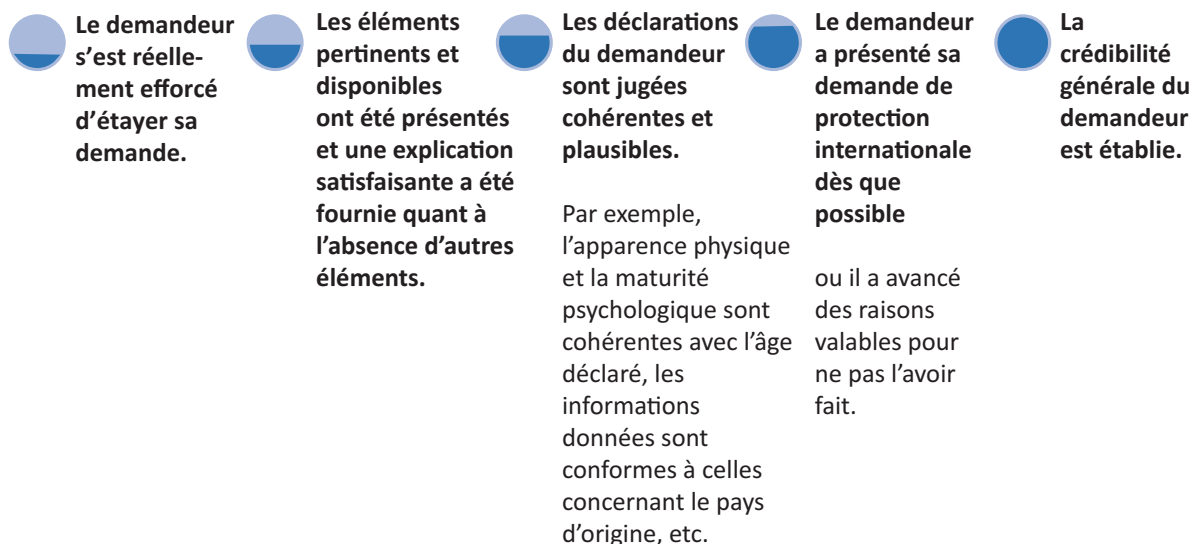 Le demandeur
s’est réelle-
ment efforcé
d’étayer sa
demande.
Les éléments
pertinents et
disponibles
ont été présentés
et une explication
satisfaisante a été
fournie quant à
l’absence d’autres
éléments.
Les déclarations
du demandeur
sont jugées
cohérentes et
plausibles.
Par exemple,
l’apparence physique
et la maturité
psychologique sont
cohérentes avec l’âge
déclaré, les
informations
données sont
conformes à celles
concernant le pays
d’origine, etc.
Le demandeur
a présenté sa
demande de
protection
internationale
dès que
possible
ou il a avancé
des raisons
valables pour
ne pas l’avoir
fait.
La
crédibilité
générale du
demandeur
est établie.